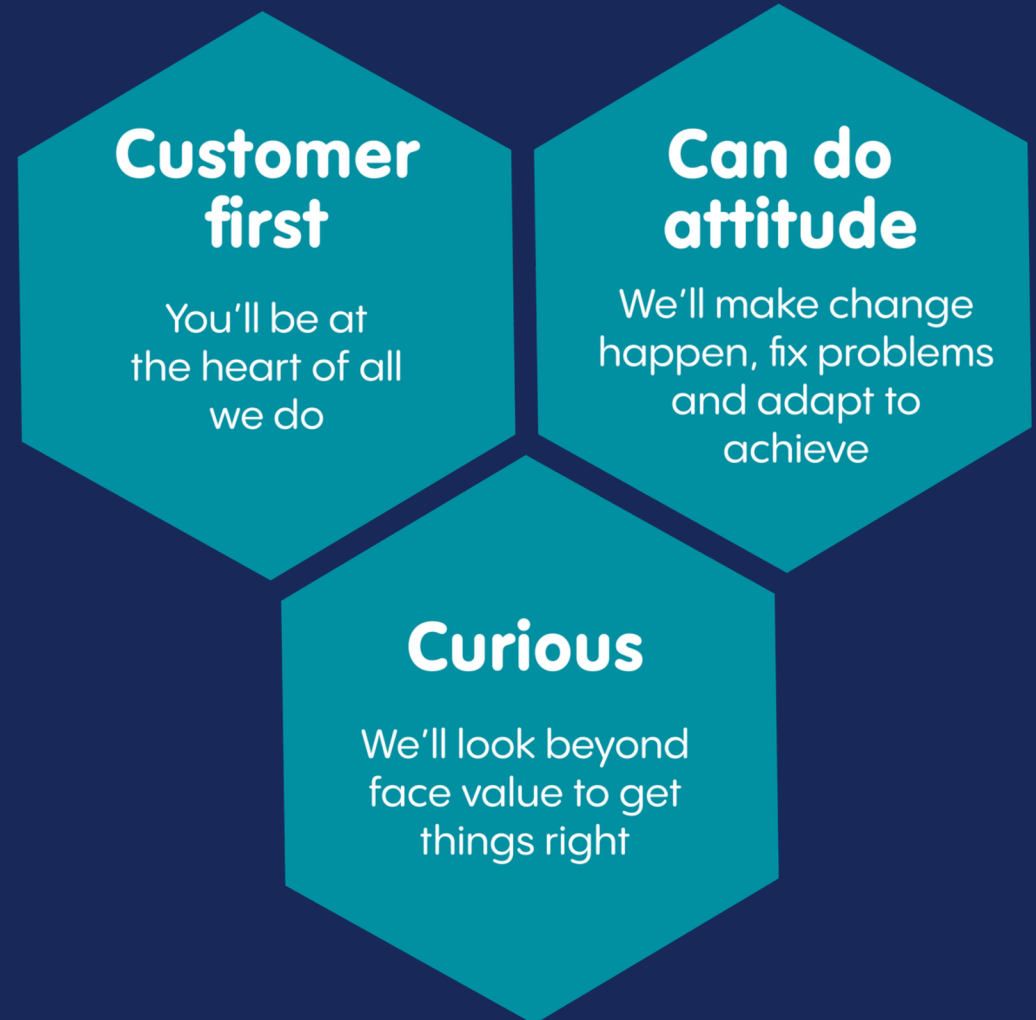 Customer
first
You'll be at
the heart of all
we do
Can do
attitude
We'll make change
happen, fix problems
and adapt to
achieve
Curious
We'll look beyond
face value to get
things right